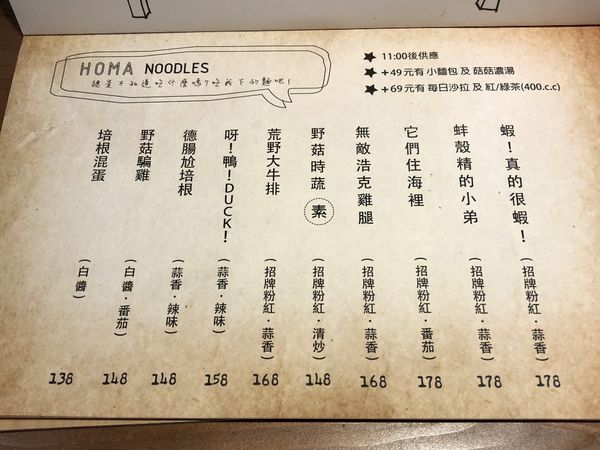 HOMA NOODLES
總是不知道吃什麼嗎?吃我下的麵吧!
★ 11:00後供應
★ +49 元有 小麵包 及 菇菇濃湯
★ +69 元有 每日沙拉 及 紅/綠茶(400.c.c)
蝦!真的很蝦! (招牌粉紅·蒜香) 178
蚌殼精的小弟 (招牌粉紅·蒜香) 178
它們住海裡 (招牌粉紅·番茄) 178
無敵浩克雞腿 (招牌粉紅·蒜香) 168
野菇時蔬 素 (招牌粉紅·清炒) 148
荒野大牛排 (招牌粉紅·蒜香) 168
呀!鴨!DUCK! (蒜香·辣味) 158
德腸尬培根 (蒜香·辣味) 148
野菇騙雞 (白醬·番茄) 148
培根混蛋 (白醬) 138